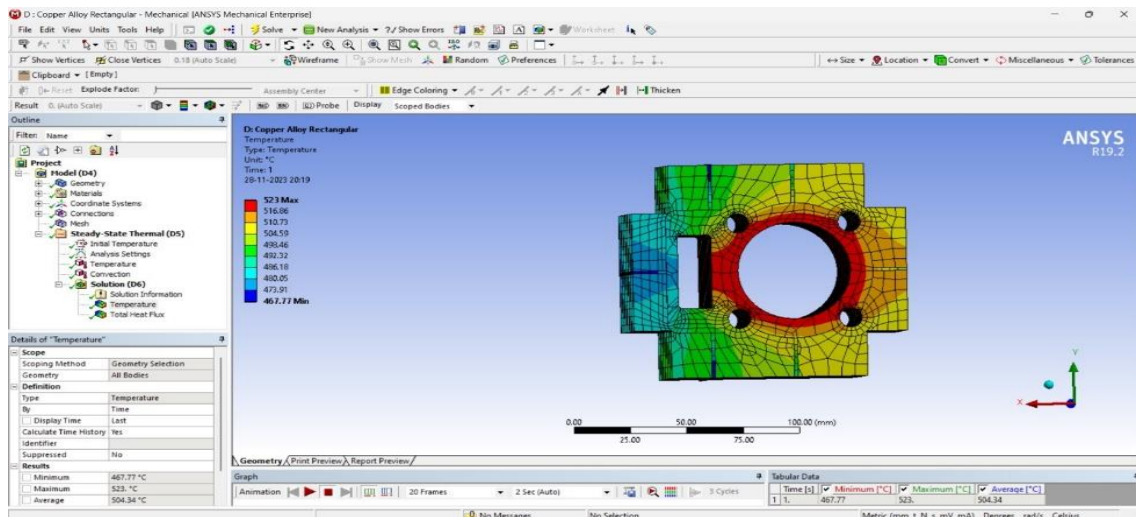 D : Copper Alloy Rectangular - Mechanical [ANSYS Mechanical Enterprise]
File Edit View Units Tools Help Solve New Analysis ?/ Show Errors Worksheet
Show Vertices Close Vertices 0.18 (Auto Scale) Wireframe Show Mesh Random Preferences Size Location Convert Miscellaneous Tolerances
Clipboard [Empty]
Reset Explode Factor: Assembly Center Edge Coloring Thicken
Result 0. (Auto Scale) Probe Display Scoped Bodies
Outline
Filter: Name
Project
Model (D4)
Geometry
Materials
Coordinate Systems
Connections
Mesh
Steady-State Thermal (D5)
Initial Temperature
Analysis Settings
Temperature
Convection
Solution (D6)
Solution Information
Temperature
Total Heat Flux
Details of "Temperature"
Scope
Scoping Method Geometry Selection
Geometry All Bodies
Definition
Type Temperature
By Time
Display Time Last
Calculate Time History Yes
Identifier
Suppressed No
Results
Minimum 467.77 °C
Maximum 523. °C
Average 504.34 °C
D: Copper Alloy Rectangular
Temperature
Type: Temperature
Unit: °C
Time: 1
28-11-2023 20:19
523 Max
516.86
510.73
504.59
498.46
492.32
486.18
480.05
473.91
467.77 Min
ANSYS
R19.2
Y
X
0.00 50.00 100.00 (mm)
25.00 75.00
Geometry Print Preview Report Preview
Graph
Animation 20 Frames 2 Sec (Auto) 3 Cycles
Tabular Data
Time [s] Minimum [°C] Maximum [°C] Average [°C]
1 1. 467.77 523. 504.34
No Messages No Selection Metric (mm, t, N, s, mV, mA) Degrees rad/s Celsius